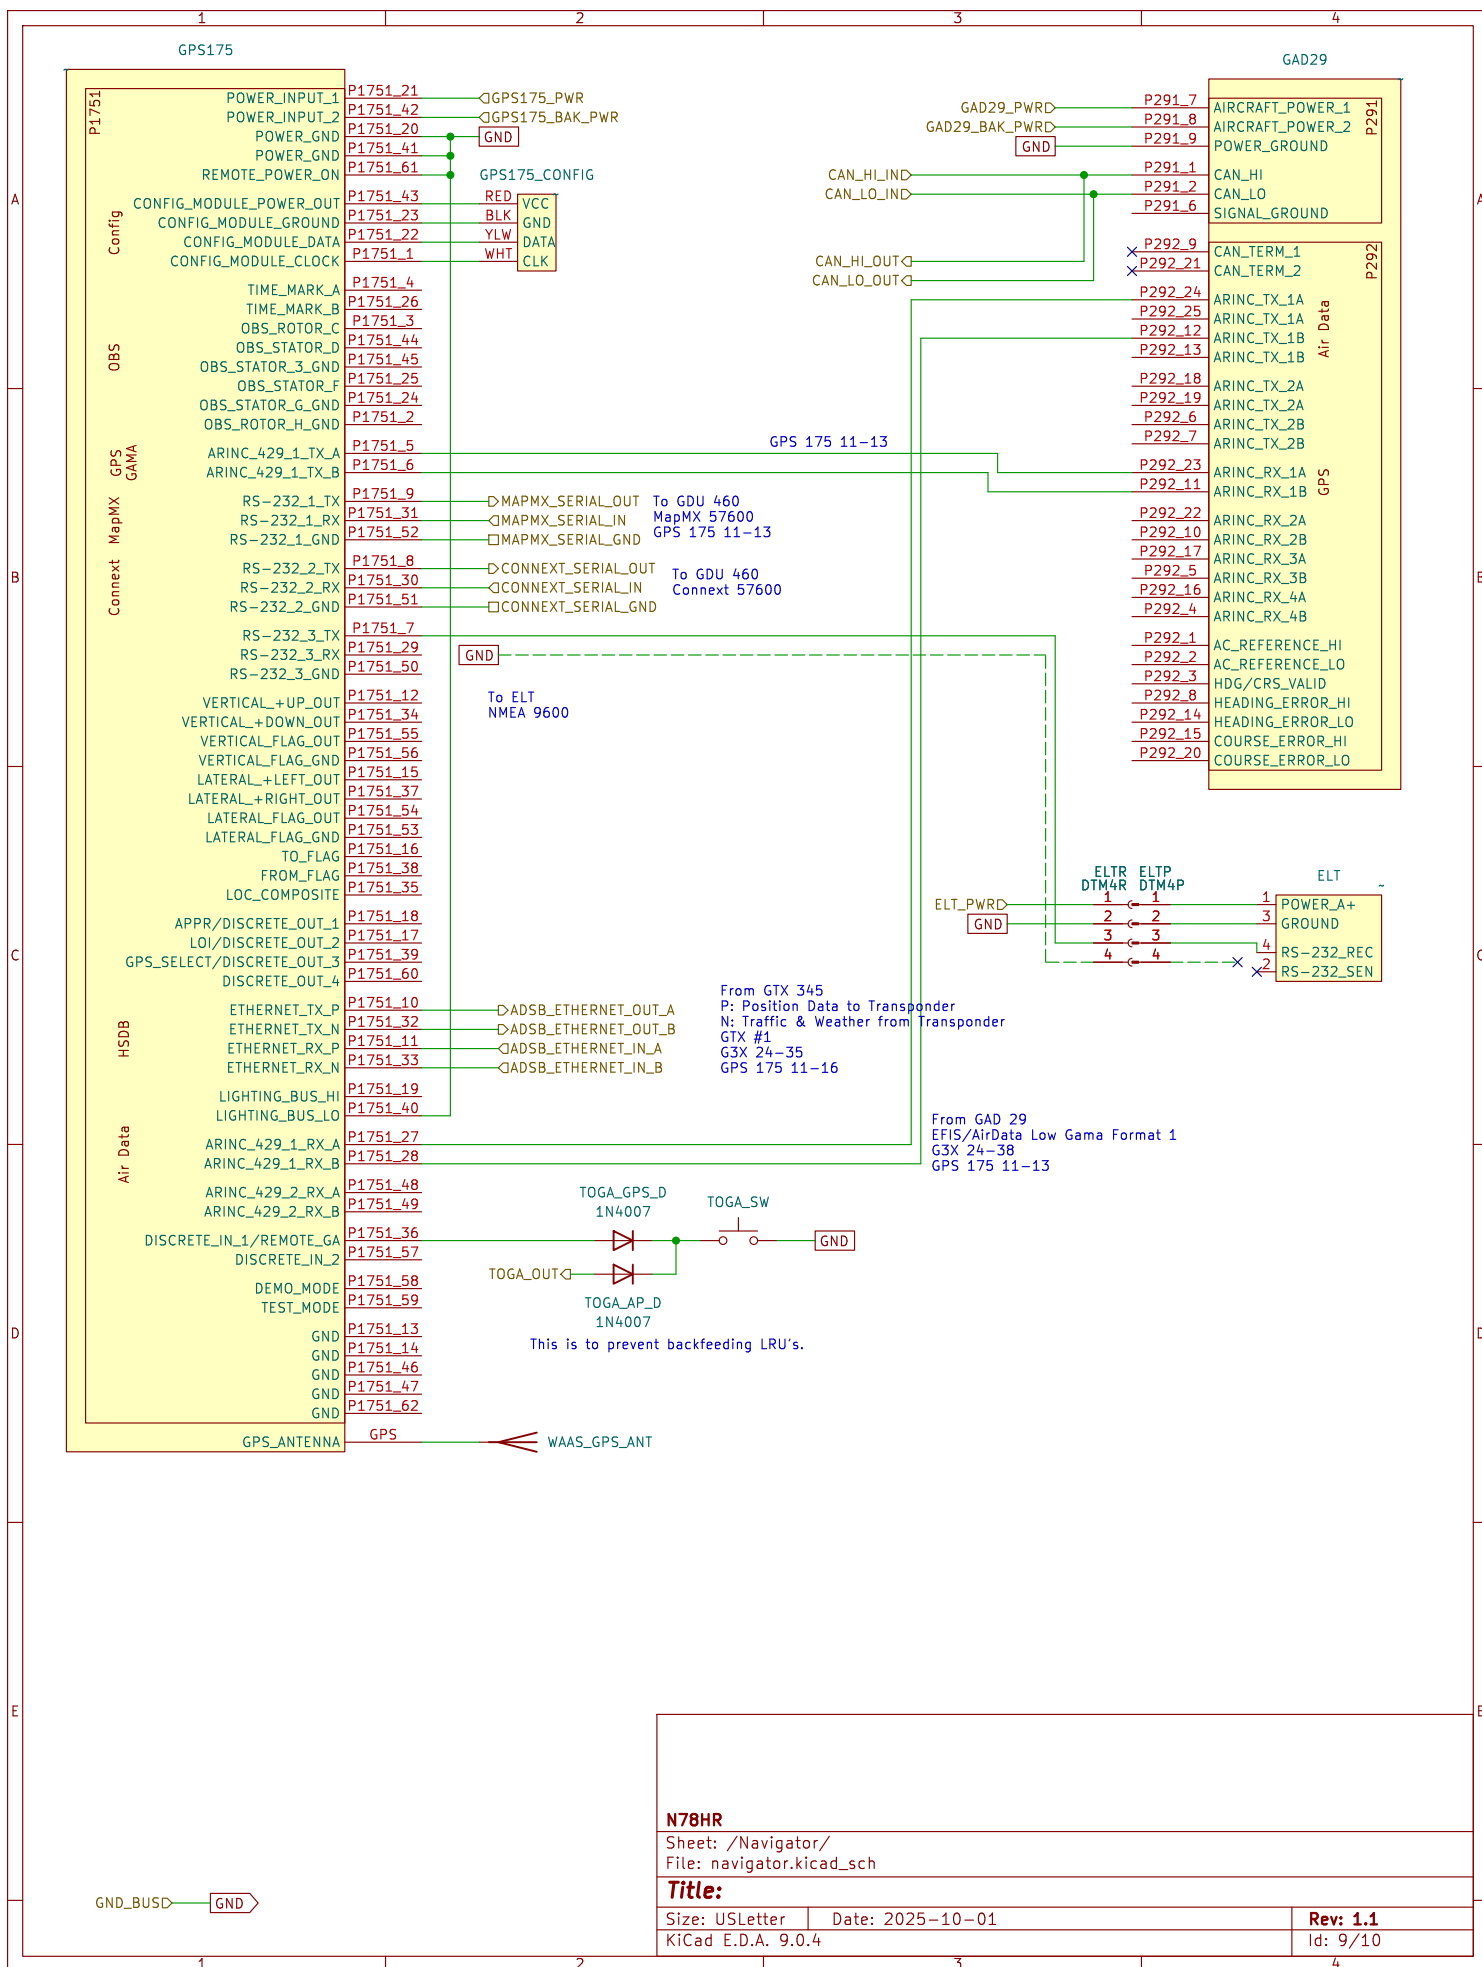 1 2 3 4
GPS175
P1751
POWER_INPUT_1 P1751_21 GPS175_PWR
POWER_INPUT_2 P1751_42 GPS175_BAK_PWR
POWER_GND P1751_20 GND
POWER_GND P1751_41
REMOTE_POWER_ON P1751_61
GPS175_CONFIG
Config
CONFIG_MODULE_POWER_OUT P1751_43 RED VCC
CONFIG_MODULE_GROUND P1751_23 BLK GND
CONFIG_MODULE_DATA P1751_22 YLW DATA
CONFIG_MODULE_CLOCK P1751_1 WHT CLK
TIME_MARK_A P1751_4
TIME_MARK_B P1751_26
OBS_ROTOR_C P1751_3
OBS
OBS_STATOR_D P1751_44
OBS_STATOR_3_GND P1751_45
OBS_STATOR_F P1751_25
OBS_STATOR_G_GND P1751_24
OBS_ROTOR_H_GND P1751_2
GPS
GAMA
ARINC_429_1_TX_A P1751_5
ARINC_429_1_TX_B P1751_6
GPS 175 11-13
MapMX
RS-232_1_TX P1751_9 MAPMX_SERIAL_OUT
RS-232_1_RX P1751_31 MAPMX_SERIAL_IN
RS-232_1_GND P1751_52 MAPMX_SERIAL_GND
To GDU 460
MapMX 57600
GPS 175 11-13
Connext
RS-232_2_TX P1751_8 CONNEXT_SERIAL_OUT
RS-232_2_RX P1751_30 CONNEXT_SERIAL_IN
RS-232_2_GND P1751_51 CONNEXT_SERIAL_GND
To GDU 460
Connext 57600
RS-232_3_TX P1751_7
RS-232_3_RX P1751_29 GND
RS-232_3_GND P1751_50
To ELT
NMEA 9600
VERTICAL_+UP_OUT P1751_12
VERTICAL_+DOWN_OUT P1751_34
VERTICAL_FLAG_OUT P1751_55
VERTICAL_FLAG_GND P1751_56
LATERAL_+LEFT_OUT P1751_15
LATERAL_+RIGHT_OUT P1751_37
LATERAL_FLAG_OUT P1751_54
LATERAL_FLAG_GND P1751_53
TO_FLAG P1751_16
FROM_FLAG P1751_38
LOC_COMPOSITE P1751_35
APPR/DISCRETE_OUT_1 P1751_18
LOI/DISCRETE_OUT_2 P1751_17
GPS_SELECT/DISCRETE_OUT_3 P1751_39
DISCRETE_OUT_4 P1751_60
HSDB
ETHERNET_TX_P P1751_10 ADSB_ETHERNET_OUT_A
ETHERNET_TX_N P1751_32 ADSB_ETHERNET_OUT_B
ETHERNET_RX_P P1751_11 ADSB_ETHERNET_IN_A
ETHERNET_RX_N P1751_33 ADSB_ETHERNET_IN_B
From GTX 345
P: Position Data to Transponder
N: Traffic & Weather from Transponder
GTX #1
G3X 24-35
GPS 175 11-16
LIGHTING_BUS_HI P1751_19
LIGHTING_BUS_LO P1751_40
Air Data
ARINC_429_1_RX_A P1751_27
ARINC_429_1_RX_B P1751_28
From GAD 29
EFIS/AirData Low Gama Format 1
G3X 24-38
GPS 175 11-13
ARINC_429_2_RX_A P1751_48
ARINC_429_2_RX_B P1751_49
DISCRETE_IN_1/REMOTE_GA P1751_36
DISCRETE_IN_2 P1751_57
TOGA_GPS_D
1N4007
TOGA_SW
GND
TOGA_OUT
TOGA_AP_D
1N4007
This is to prevent backfeeding LRU's.
DEMO_MODE P1751_58
TEST_MODE P1751_59
GND P1751_13
GND P1751_14
GND P1751_46
GND P1751_47
GND P1751_62
GPS_ANTENNA GPS WAAS_GPS_ANT
GAD29
P291
GAD29_PWR P291_7 AIRCRAFT_POWER_1
GAD29_BAK_PWR P291_8 AIRCRAFT_POWER_2
GND P291_9 POWER_GROUND
CAN_HI_IN P291_1 CAN_HI
CAN_LO_IN P291_2 CAN_LO
P291_6 SIGNAL_GROUND
CAN_HI_OUT
CAN_LO_OUT
P292
P292_9 CAN_TERM_1
P292_21 CAN_TERM_2
Air Data
P292_24 ARINC_TX_1A
P292_25 ARINC_TX_1A
P292_12 ARINC_TX_1B
P292_13 ARINC_TX_1B
P292_18 ARINC_TX_2A
P292_19 ARINC_TX_2A
P292_6 ARINC_TX_2B
P292_7 ARINC_TX_2B
GPS
P292_23 ARINC_RX_1A
P292_11 ARINC_RX_1B
P292_22 ARINC_RX_2A
P292_10 ARINC_RX_2B
P292_17 ARINC_RX_3A
P292_5 ARINC_RX_3B
P292_16 ARINC_RX_4A
P292_4 ARINC_RX_4B
P292_1 AC_REFERENCE_HI
P292_2 AC_REFERENCE_LO
P292_3 HDG/CRS_VALID
P292_8 HEADING_ERROR_HI
P292_14 HEADING_ERROR_LO
P292_15 COURSE_ERROR_HI
P292_20 COURSE_ERROR_LO
ELTR ELTP
DTM4R DTM4P
ELT
~
ELT_PWR 1 1 1 POWER_A+
GND 2 2 3 GROUND
3 3 4 RS-232_REC
4 4 2 RS-232_SEN
A A
B B
C C
D D
E E
GND_BUS GND
N78HR
Sheet: /Navigator/
File: navigator.kicad_sch
Title:
Size: USLetter Date: 2025-10-01 Rev: 1.1
KiCad E.D.A. 9.0.4 Id: 9/10
1 2 3 4